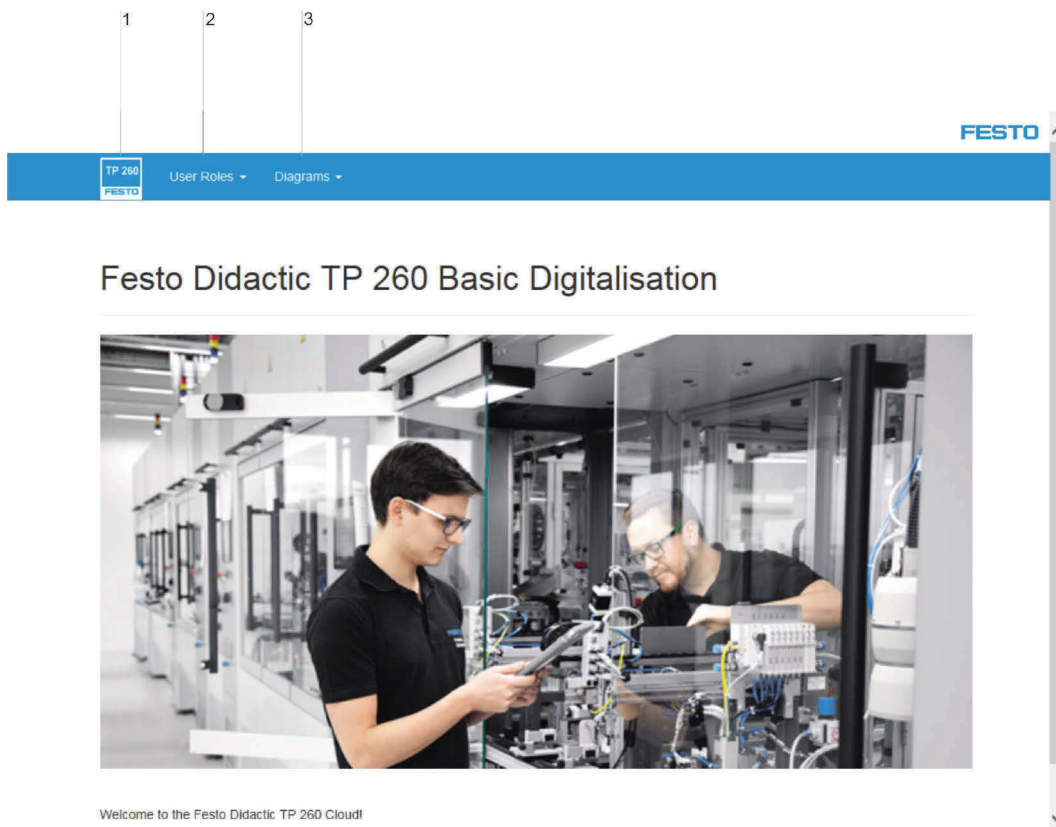 1 2 3
FESTO
TP 260
FESTO
User Roles Diagrams
Festo Didactic TP 260 Basic Digitalisation
Welcome to the Festo Didactic TP 260 Cloud!